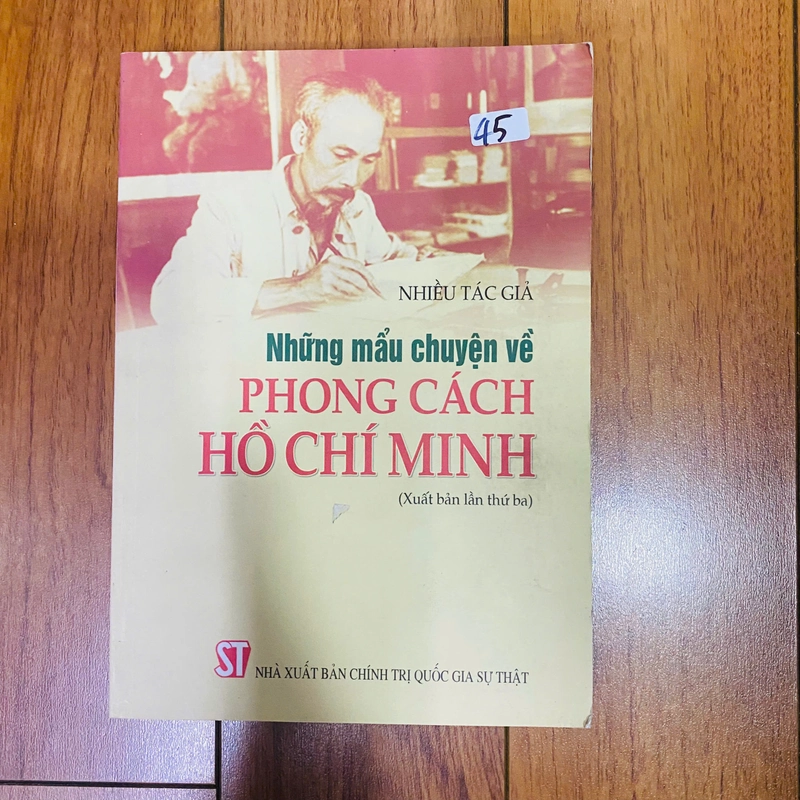 45
NHIỀU TÁC GIẢ
Những mẩu chuyện về
PHONG CÁCH
HỒ CHÍ MINH
(Xuất bản lần thứ ba)
ST NHÀ XUẤT BẢN CHÍNH TRỊ QUỐC GIA SỰ THẬT